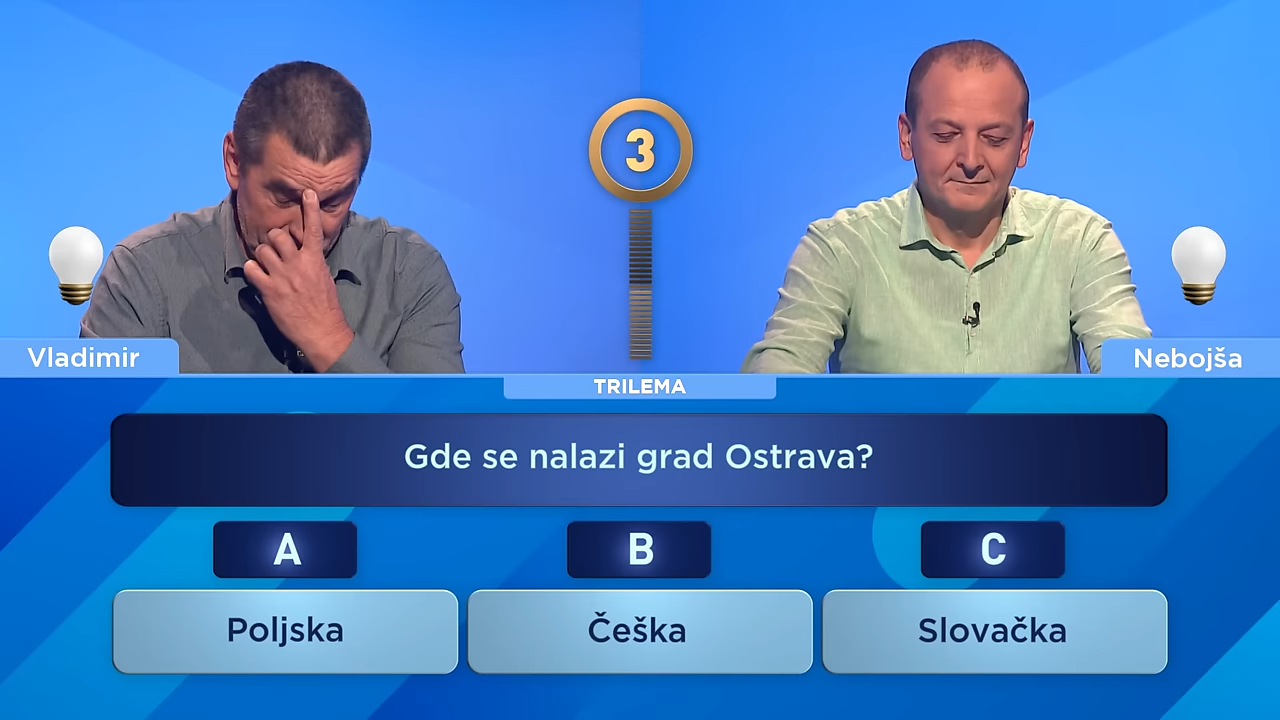 3
Vladimir
Nebojša
TRILEMA
Gde se nalazi grad Ostrava?
A
B
C
Poljska
Češka
Slovačka